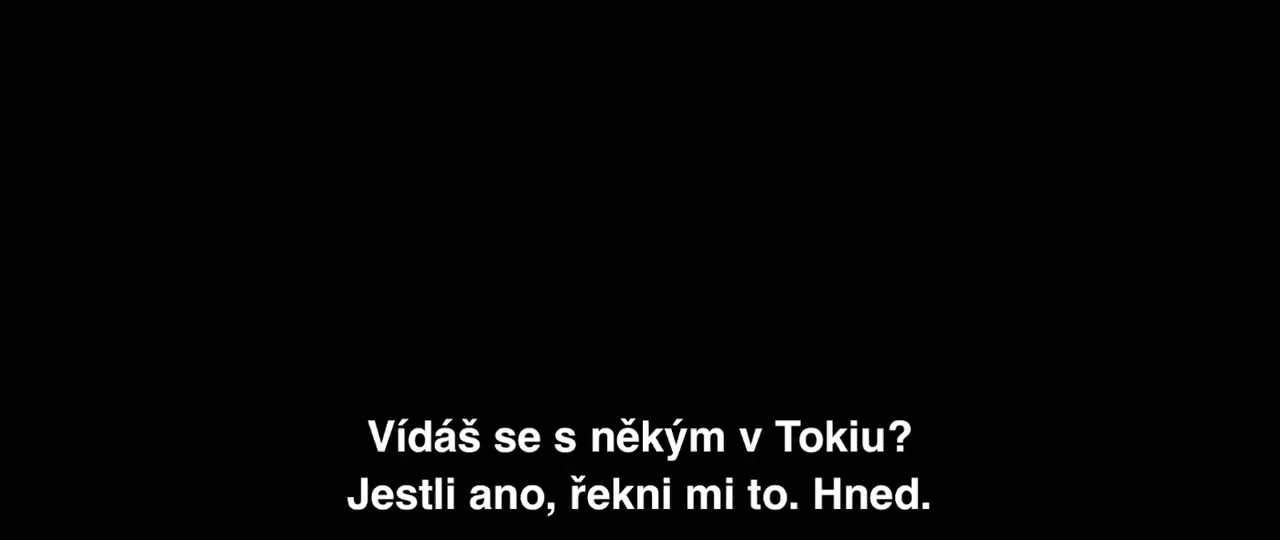 Vídáš se s někým v Tokiu?
Jestli ano, řekni mi to. Hned.